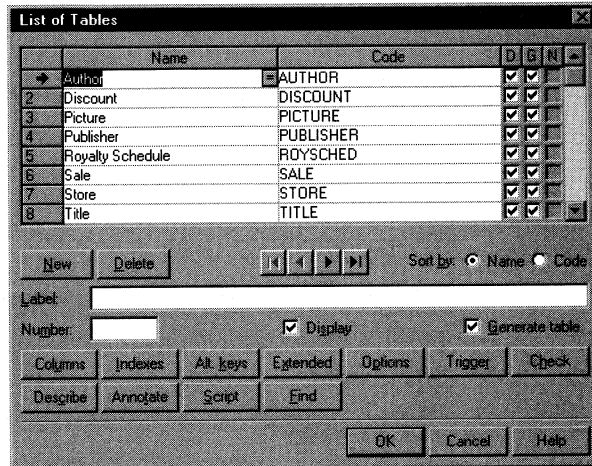 List of Tables
Name Code D G N
Author = AUTHOR
2 Discount DISCOUNT
3 Picture PICTURE
4 Publisher PUBLISHER
5 Royalty Schedule ROYSCHED
6 Sale SALE
7 Store STORE
8 Title TITLE
New Delete Sort by: Name Code
Label:
Number: Display Generate table
Columns Indexes Alt. keys Extended Options Trigger Check
Describe Annotate Script Find
OK Cancel Help